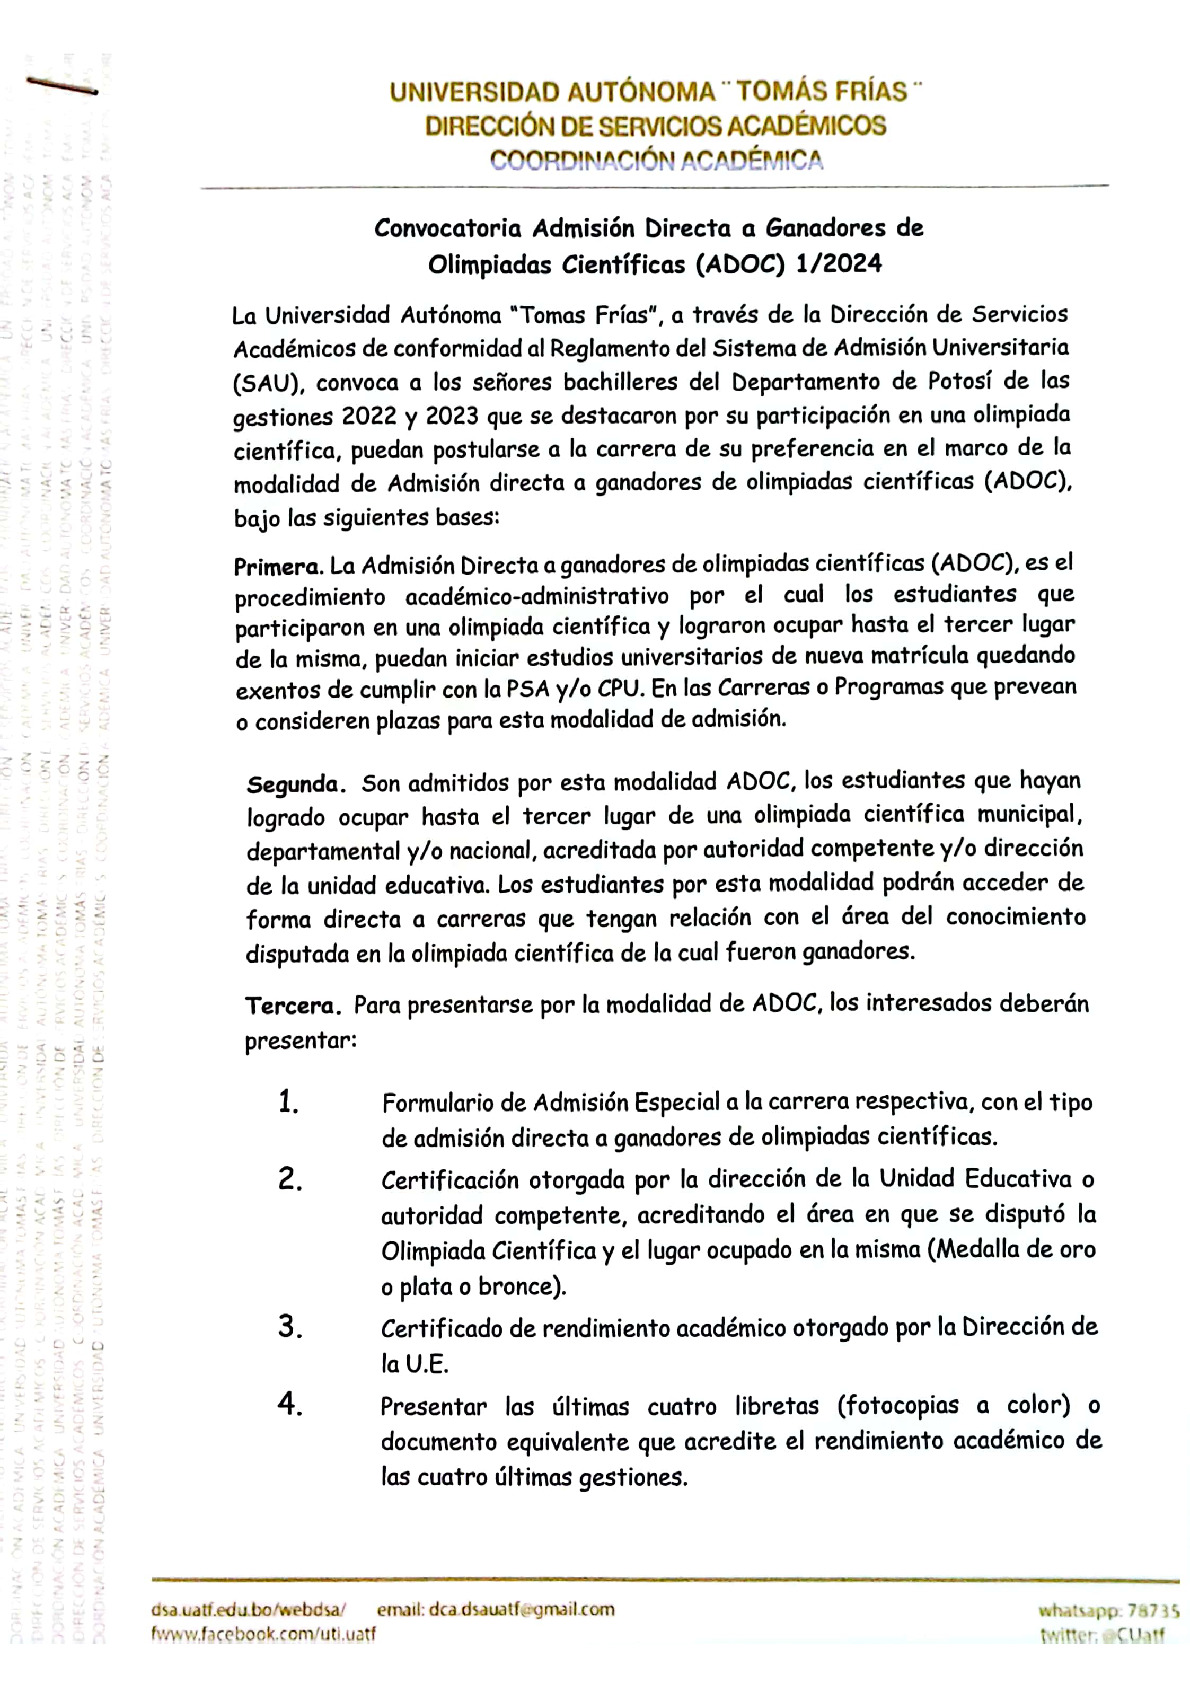 UNIVERSIDAD AUTÓNOMA ¨ TOMÁS FRÍAS ¨
DIRECCIÓN DE SERVICIOS ACADÉMICOS
COORDINACIÓN ACADÉMICA
Convocatoria Admisión Directa a Ganadores de
Olimpiadas Científicas (ADOC) 1/2024
La Universidad Autónoma "Tomas Frías", a través de la Dirección de Servicios
Académicos de conformidad al Reglamento del Sistema de Admisión Universitaria
(SAU), convoca a los señores bachilleres del Departamento de Potosí de las
gestiones 2022 y 2023 que se destacaron por su participación en una olimpiada
científica, puedan postularse a la carrera de su preferencia en el marco de la
modalidad de Admisión directa a ganadores de olimpiadas científicas (ADOC),
bajo las siguientes bases:
Primera. La Admisión Directa a ganadores de olimpiadas científicas (ADOC), es el
procedimiento académico-administrativo por el cual los estudiantes que
participaron en una olimpiada científica y lograron ocupar hasta el tercer lugar
de la misma, puedan iniciar estudios universitarios de nueva matrícula quedando
exentos de cumplir con la PSA y/o CPU. En las Carreras o Programas que prevean
o consideren plazas para esta modalidad de admisión.
Segunda. Son admitidos por esta modalidad ADOC, los estudiantes que hayan
logrado ocupar hasta el tercer lugar de una olimpiada científica municipal,
departamental y/o nacional, acreditada por autoridad competente y/o dirección
de la unidad educativa. Los estudiantes por esta modalidad podrán acceder de
forma directa a carreras que tengan relación con el área del conocimiento
disputada en la olimpiada científica de la cual fueron ganadores.
Tercera. Para presentarse por la modalidad de ADOC, los interesados deberán
presentar:
1. Formulario de Admisión Especial a la carrera respectiva, con el tipo
de admisión directa a ganadores de olimpiadas científicas.
2. Certificación otorgada por la dirección de la Unidad Educativa o
autoridad competente, acreditando el área en que se disputó la
Olimpiada Científica y el lugar ocupado en la misma (Medalla de oro
o plata o bronce).
3. Certificado de rendimiento académico otorgado por la Dirección de
la U.E.
4. Presentar las últimas cuatro libretas (fotocopias a color) o
documento equivalente que acredite el rendimiento académico de
las cuatro últimas gestiones.
dsa.uatf.edu.bo/webdsa/ email: dca.dsauatf@gmail.com whatsapp: 78735
fwww.facebook.com/uti.uatf twitter: @CUatf